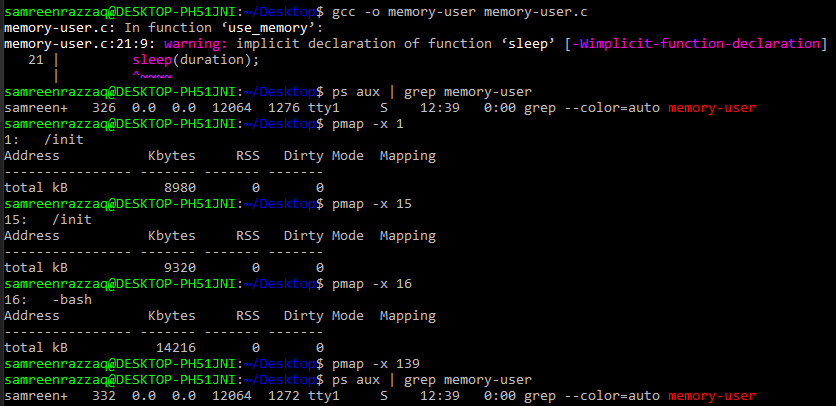 samreenrazzaq@DESKTOP-PH51JNI:~/Desktop$ gcc -o memory-user memory-user.c
memory-user.c: In function ‘use_memory’:
memory-user.c:21:9: warning: implicit declaration of function ‘sleep’ [-Wimplicit-function-declaration]
   21 |         sleep(duration);
      |         ^~~~~
samreenrazzaq@DESKTOP-PH51JNI:~/Desktop$ ps aux | grep memory-user
samreen+   326  0.0  0.0  12064  1276 tty1     S    12:39   0:00 grep --color=auto memory-user
samreenrazzaq@DESKTOP-PH51JNI:~/Desktop$ pmap -x 1
1:   /init
Address           Kbytes     RSS   Dirty Mode  Mapping
---------------- ------- ------- -------
total kB            8980       0       0
samreenrazzaq@DESKTOP-PH51JNI:~/Desktop$ pmap -x 15
15:   /init
Address           Kbytes     RSS   Dirty Mode  Mapping
---------------- ------- ------- -------
total kB            9320       0       0
samreenrazzaq@DESKTOP-PH51JNI:~/Desktop$ pmap -x 16
16:   -bash
Address           Kbytes     RSS   Dirty Mode  Mapping
---------------- ------- ------- -------
total kB           14216       0       0
samreenrazzaq@DESKTOP-PH51JNI:~/Desktop$ pmap -x 139
samreenrazzaq@DESKTOP-PH51JNI:~/Desktop$ ps aux | grep memory-user
samreen+   332  0.0  0.0  12064  1272 tty1     S    12:39   0:00 grep --color=auto memory-user